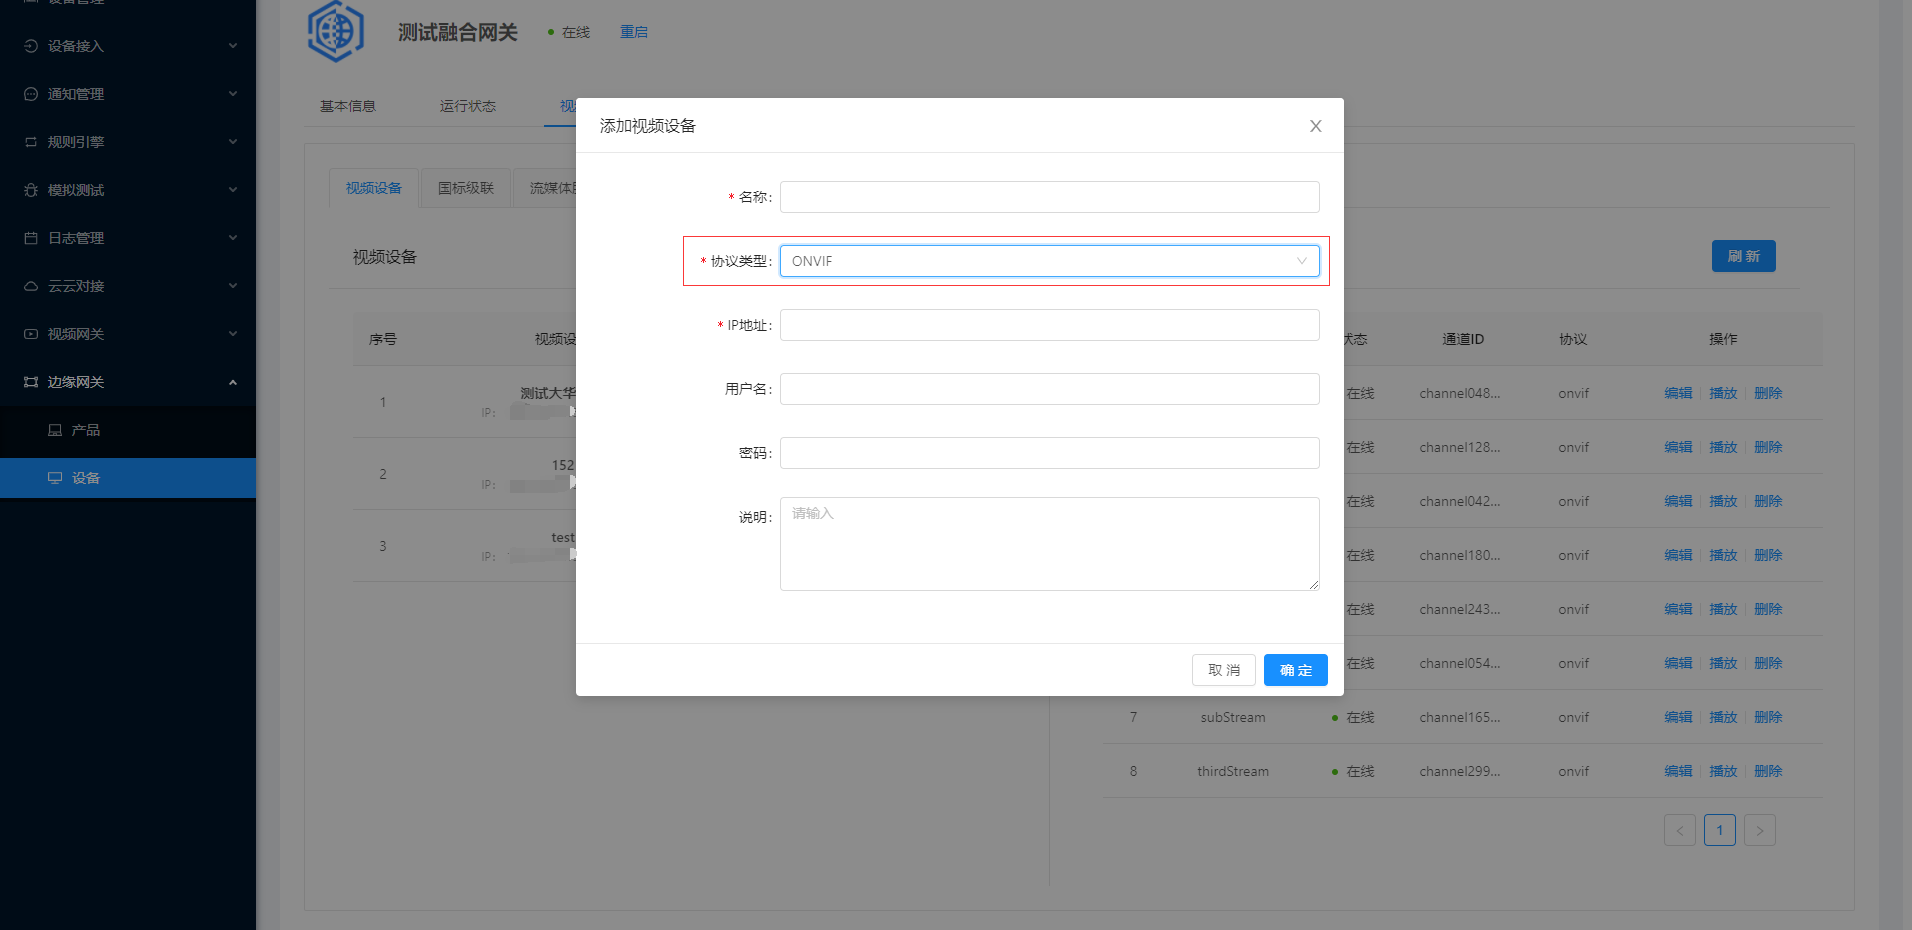 设备接入
通知管理
规则引擎
模拟测试
日志管理
云云对接
视频网关
边缘网关
产品
设备
测试融合网关
在线
重启
基本信息
运行状态
视频设备
国标级联
视频设备
刷 新
序号
1
测试大华
IP:
2
152
IP:
3
test
IP:
通道ID
协议
操作
在线 channel048... onvif 编辑 播放 删除
在线 channel128... onvif 编辑 播放 删除
在线 channel042... onvif 编辑 播放 删除
在线 channel180... onvif 编辑 播放 删除
在线 channel243... onvif 编辑 播放 删除
在线 channel054... onvif 编辑 播放 删除
7 subStream 在线 channel165... onvif 编辑 播放 删除
8 thirdStream 在线 channel299... onvif 编辑 播放 删除
< 1 >
添加视频设备
X
* 名称:
* 协议类型: ONVIF
* IP地址:
用户名:
密码:
说明: 请输入
取 消
确 定